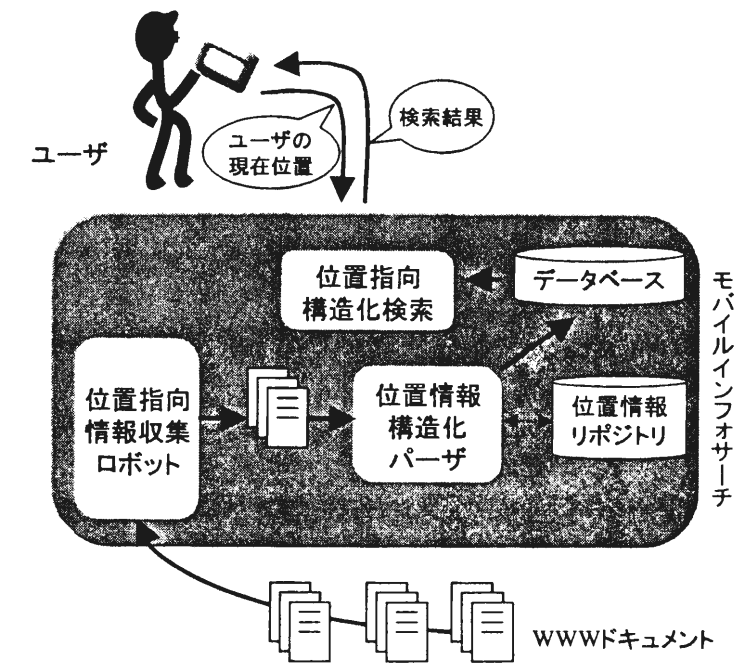 検索結果
ユーザの
現在位置
ユーザ
位置指向
構造化検索
データベース
モバイルインフォサーチ
位置指向
情報収集
ロボット
位置情報
構造化
パーザ
位置情報
リポジトリ
WWWドキュメント